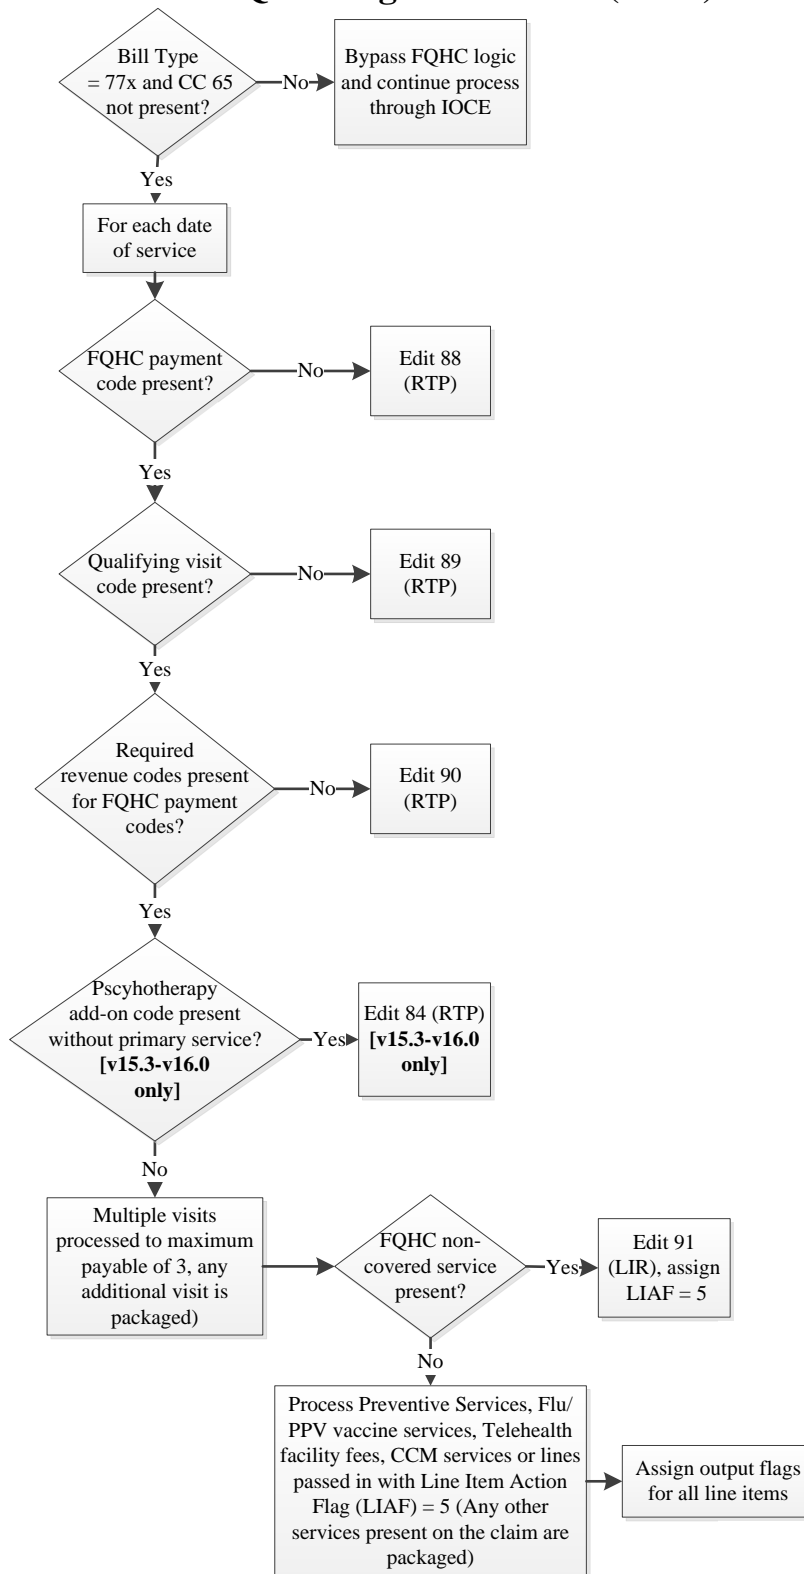 Bill Type
= 77x and CC 65
not present?
No
Bypass FQHC logic
and continue process
through IOCE
Yes
For each date
of service
FQHC payment
code present?
No
Edit 88
(RTP)
Yes
Qualifying visit
code present?
No
Edit 89
(RTP)
Yes
Required
revenue codes present
for FQHC payment
codes?
No
Edit 90
(RTP)
Yes
Pscyhotherapy
add-on code present
without primary service?
[v15.3-v16.0
only]
Yes
Edit 84 (RTP)
[v15.3-v16.0
only]
No
Multiple visits
processed to maximum
payable of 3, any
additional visit is
packaged)
FQHC non-
covered service
present?
Yes
Edit 91
(LIR), assign
LIAF = 5
No
Process Preventive Services, Flu/
PPV vaccine services, Telehealth
facility fees, CCM services or lines
passed in with Line Item Action
Flag (LIAF) = 5 (Any other
services present on the claim are
packaged)
Assign output flags
for all line items